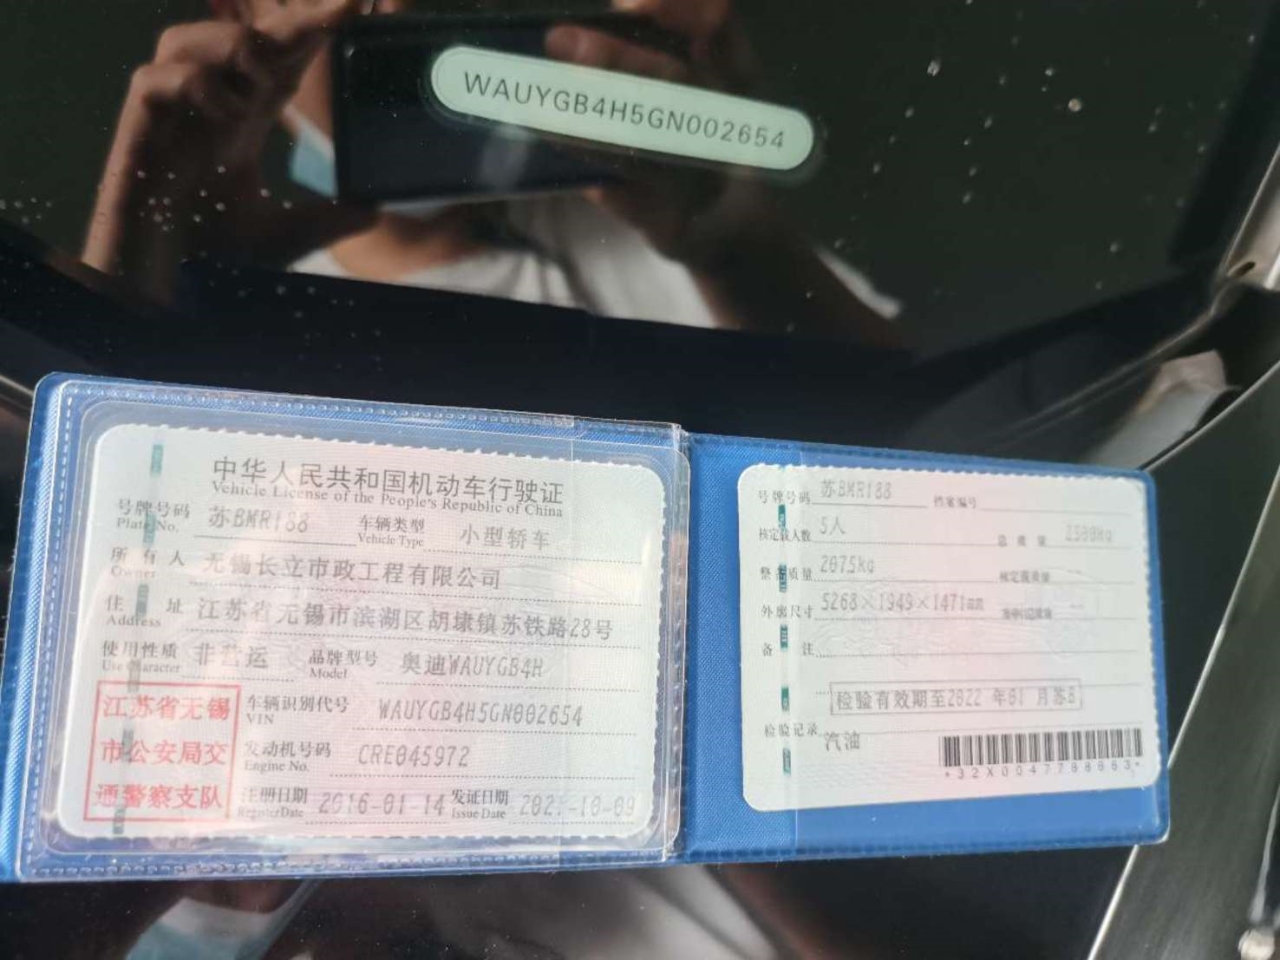 WAUYGB4H5GN002654
中华人民共和国机动车行驶证
Vehicle License of the People's Republic of China
号牌号码 苏BMR188 车辆类型 小型轿车
Plate No. Vehicle Type
所有人 无锡长立市政工程有限公司
Owner
住址 江苏省无锡市滨湖区胡埭镇苏铁路28号
Address
使用性质 非营运 品牌型号 奥迪WAUYGB4H
Use Character Model
江苏省无锡
市公安局交
通警察支队
车辆识别代号 WAUYGB4H5GN002654
VIN
发动机号码 CRE045972
Engine No.
注册日期 2016-01-14 发证日期 2021-10-09
Register Date Issue Date
号牌号码 苏BMR188 档案编号
核定载人数 5人 总质量
整备质量 2075kg 核定载质量
外廓尺寸 5268×1949×1471
备注
检验有效期至2022年01月苏B
检验记录
汽油
*32X0047788663*